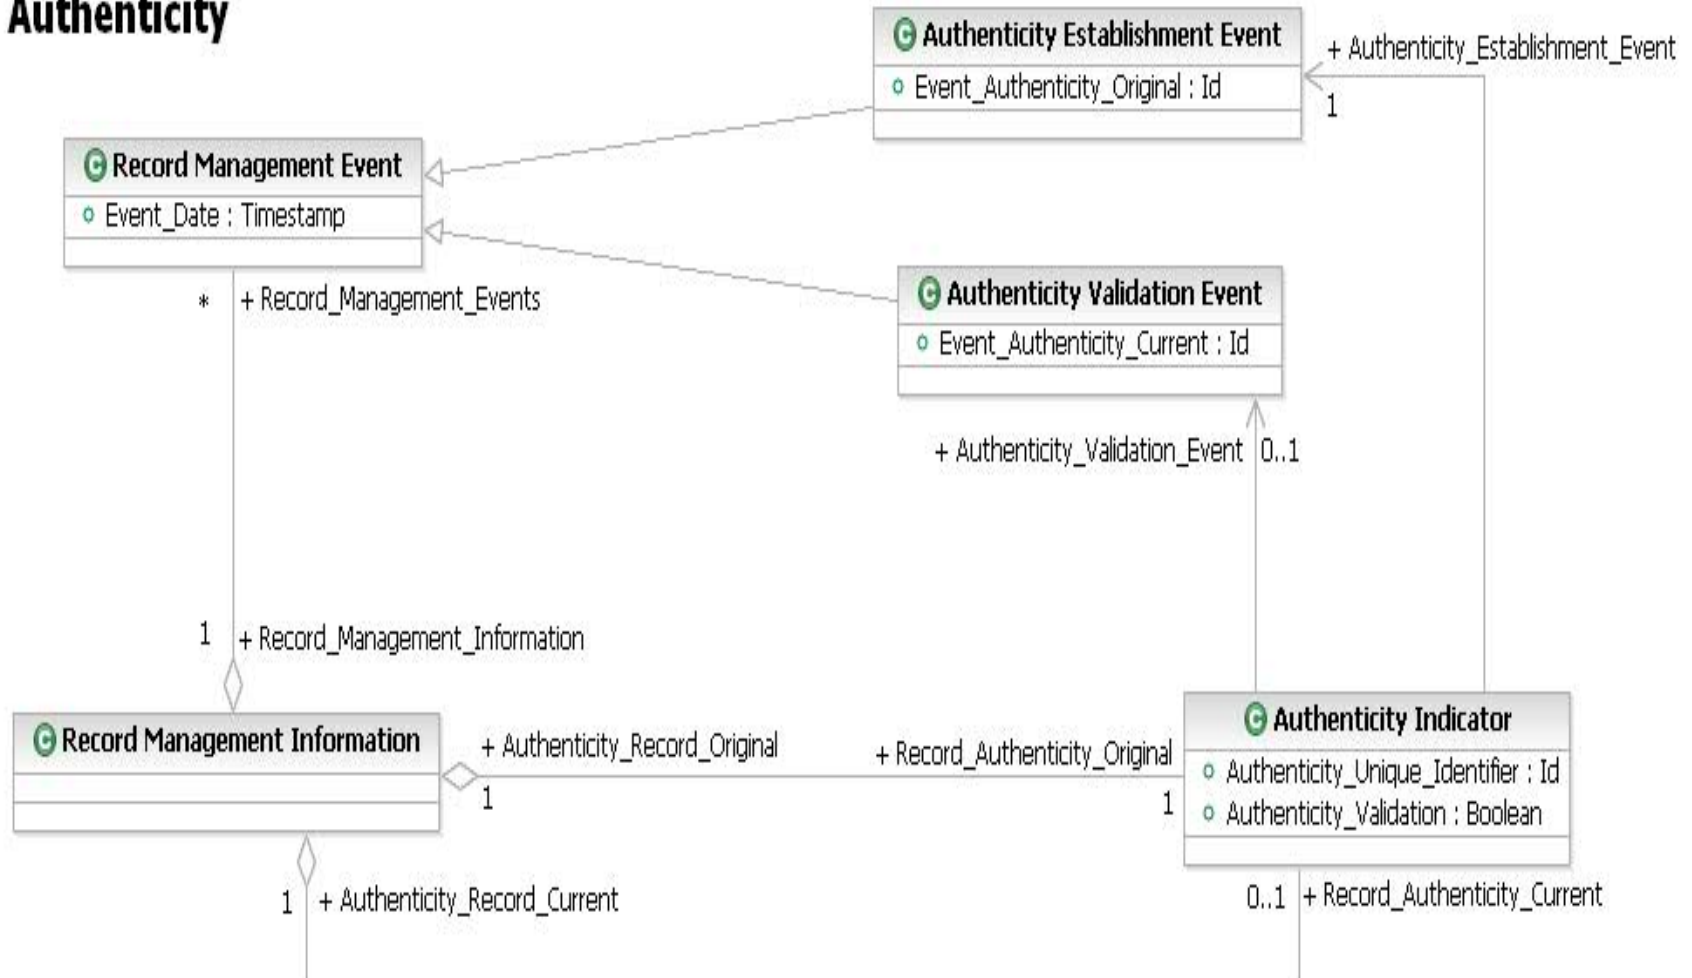 Authenticity
Authenticity Establishment Event
Event_Authenticity_Original : Id
+ Authenticity_Establishment_Event
1
Record Management Event
Event_Date : Timestamp
* + Record_Management_Events
Authenticity Validation Event
Event_Authenticity_Current : Id
+ Authenticity_Validation_Event 0..1
1 + Record_Management_Information
Record Management Information
+ Authenticity_Record_Original
1
+ Record_Authenticity_Original
1
Authenticity Indicator
Authenticity_Unique_Identifier : Id
Authenticity_Validation : Boolean
1 + Authenticity_Record_Current
0..1 + Record_Authenticity_Current